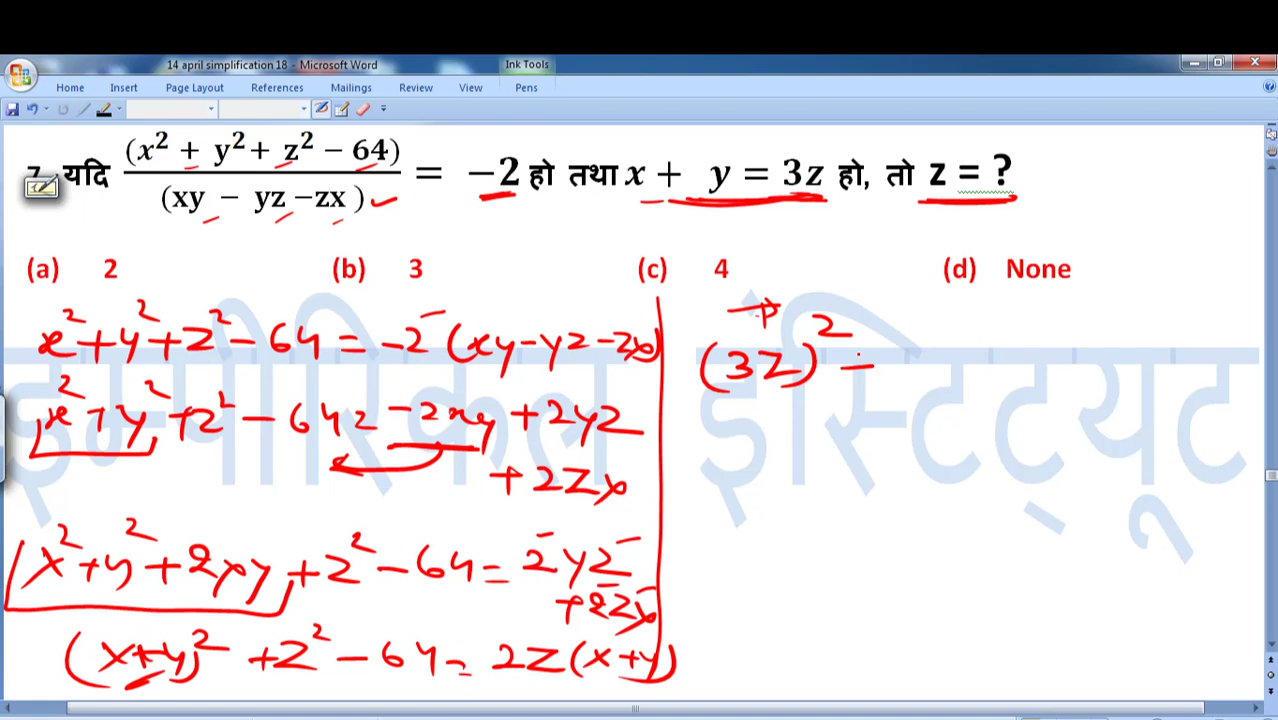 14 april simplification 18 - Microsoft Word
Ink Tools
Home Insert Page Layout References Mailings Review View Pens
7. यदि (x² + y² + z² − 64) / (xy − yz −zx ) = −2 हो तथा x + y = 3z हो, तो z = ?
(a) 2 (b) 3 (c) 4 (d) None
x² + y² + z² − 64 = −2 (xy − yz − zx)
x² + y² + z² − 64 = −2xy + 2yz
+ 2zx
x² + y² + 2xy + z² − 64 = 2yz
+ 2zx
(x+y)² + z² − 64 = 2z(x+y)
→
(3z)² =
इम्पीरिकल इंस्टिट्यूट